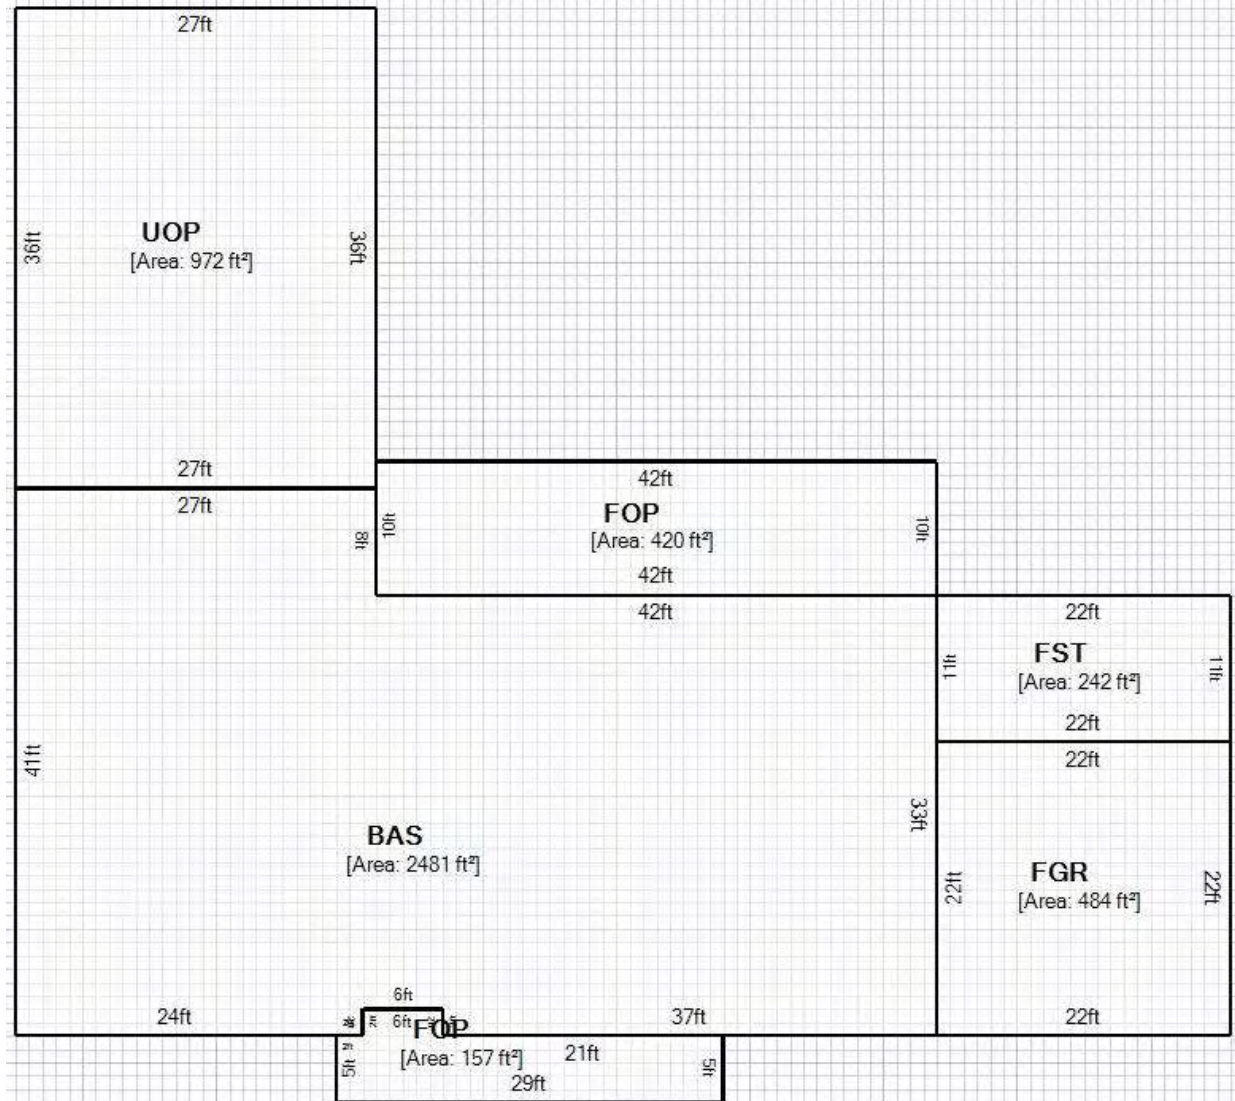 27ft
UOP
[Area: 972 ft²]
36ft
36ft
27ft
27ft
42ft
FOP
[Area: 420 ft²]
8ft
10ft
10ft
42ft
42ft
22ft
FST
[Area: 242 ft²]
11ft
11ft
22ft
22ft
41ft
BAS
[Area: 2481 ft²]
33ft
FGR
[Area: 484 ft²]
22ft
22ft
6ft
24ft
6ft
37ft
22ft
FOP
[Area: 157 ft²]
21ft
5ft
5ft
29ft